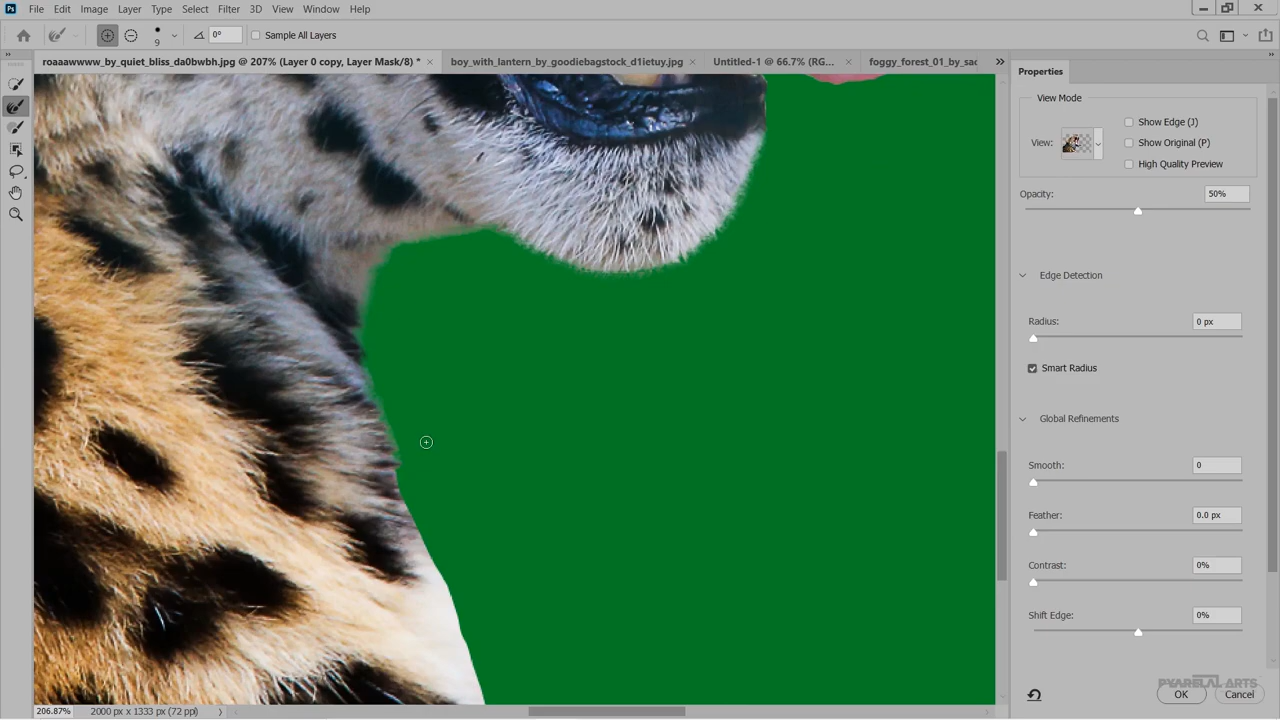 Ps File Edit Image Layer Type Select Filter 3D View Window Help
9 0° Sample All Layers
roaaawwww_by_quiet_bliss_da0bwbh.jpg @ 207% (Layer 0 copy, Layer Mask/8) * × boy_with_lantern_by_goodiebagstock_d1ietuy.jpg × Untitled-1 @ 66.7% (RG... × foggy_forest_01_by_sac
Properties
View Mode
Show Edge (J)
View: Show Original (P)
High Quality Preview
Opacity: 50%
Edge Detection
Radius: 0 px
Smart Radius
Global Refinements
Smooth: 0
Feather: 0.0 px
Contrast: 0%
Shift Edge: 0%
PYARELAL ARTS
OK Cancel
206.87% 2000 px x 1333 px (72 ppi)